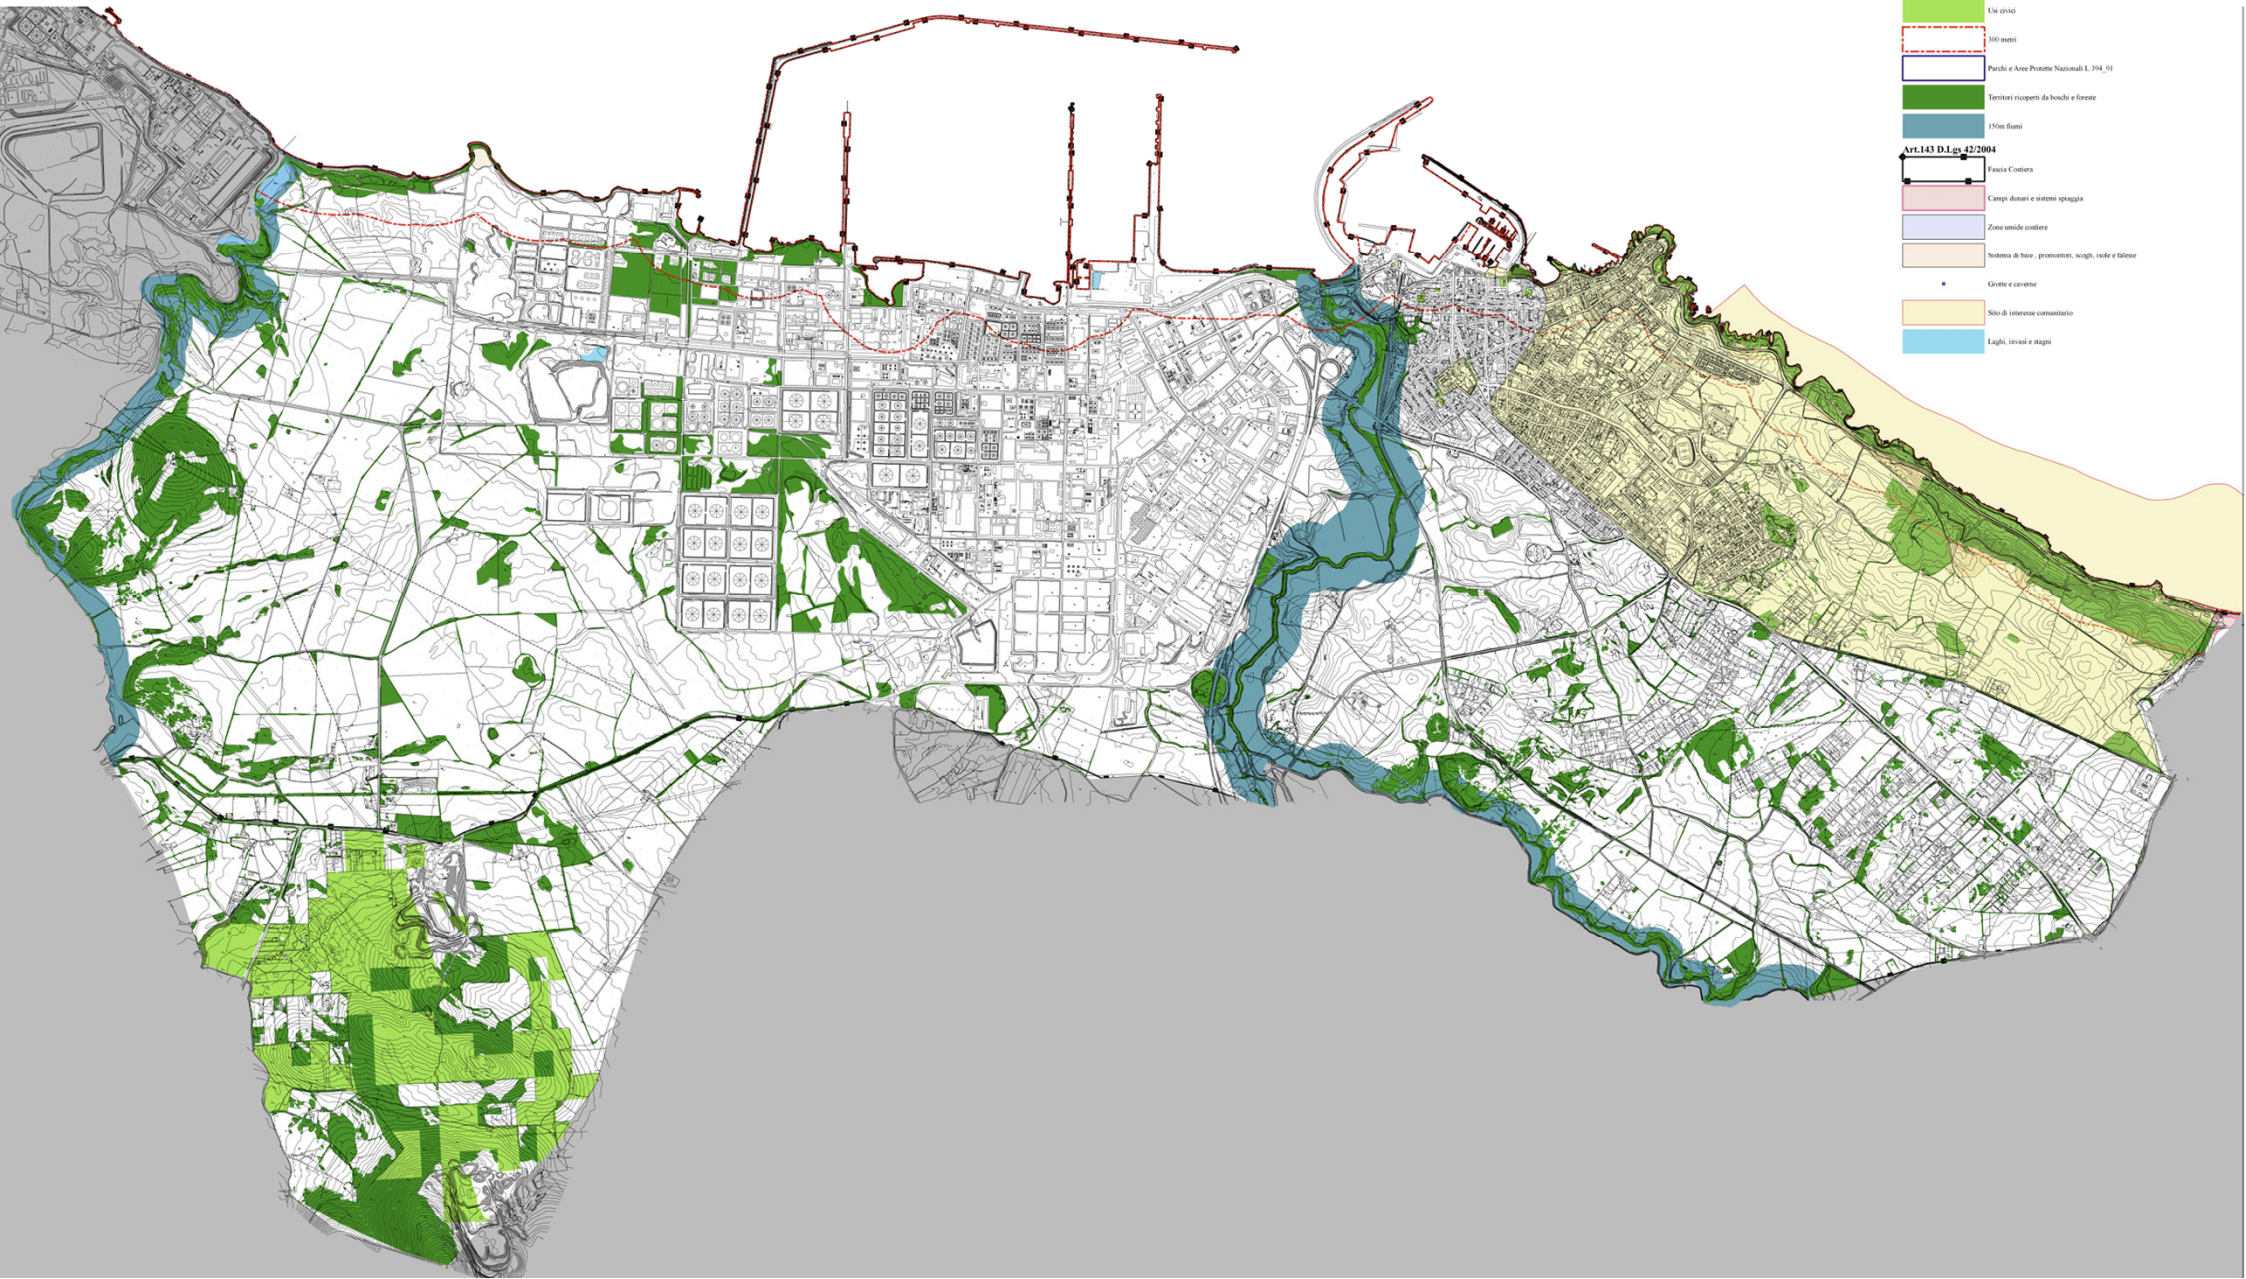 Usi civici
300 metri
Parchi e Aree Protette Nazionali L.394_91
Territori ricoperti da boschi e foreste
150m fiumi
Art.143 D.Lgs 42/2004
Fascia Costiera
Campi dunari e sistemi spiaggia
Zone umide costiere
Sistema di baie , promontori, scogli, isole e falesie
Grotte e caverne
Sito di interesse comunitario
Laghi, invasi e stagni